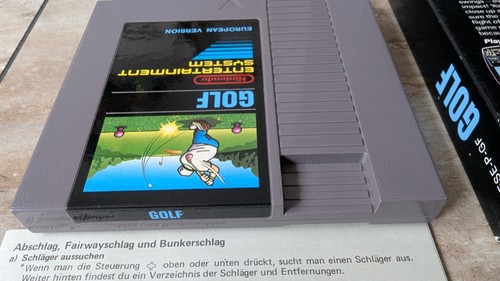 EUROPEAN VERSION
ENTERTAINMENT
SYSTEM
Nintendo
GOLF
GOLF
Abschlag, Fairwayschlag und Bunkerschlag
a) Schläger aussuchen
*Wenn man die Steuerung oben oder unten drückt, sucht man einen Schläger aus.
Weiter hinten findest du ein Verzeichnis der Schläger und Entfernungen.
GOLF